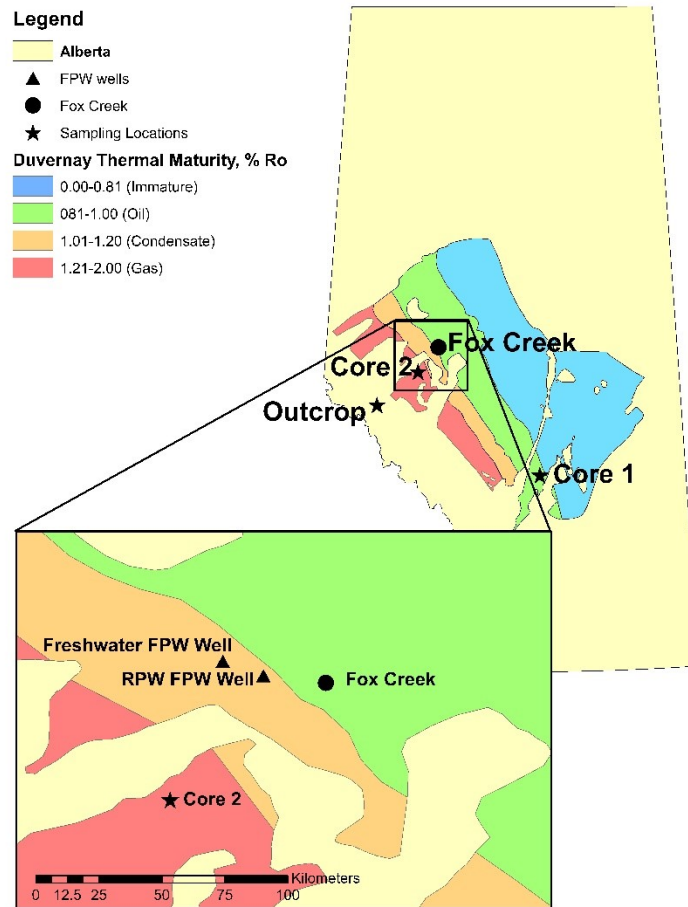 Legend
Alberta
FPW wells
Fox Creek
Sampling Locations
Duvernay Thermal Maturity, % Ro
0.00-0.81 (Immature)
081-1.00 (Oil)
1.01-1.20 (Condensate)
1.21-2.00 (Gas)
Fox Creek
Core 2
Outcrop
Core 1
Freshwater FPW Well
RPW FPW Well
Fox Creek
Core 2
Kilometers
0 12.5 25 50 75 100